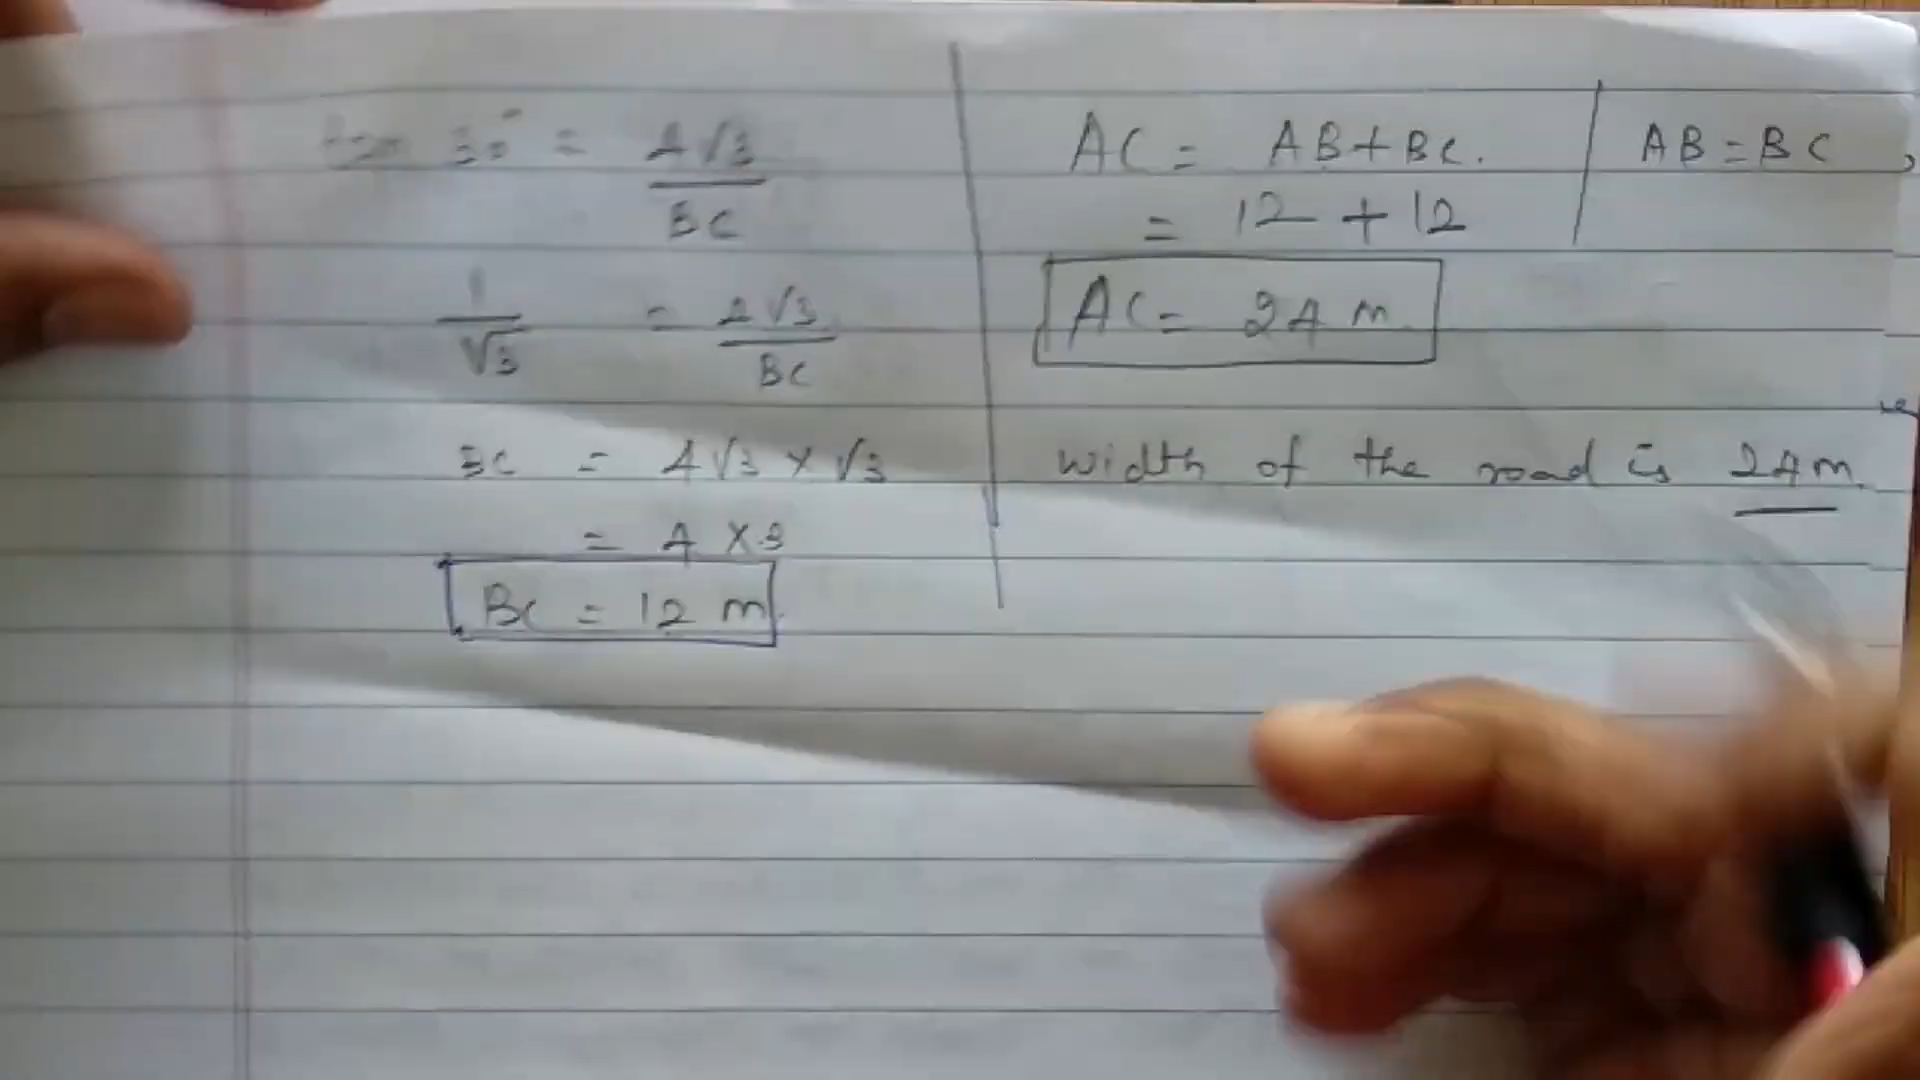 tan 30° = 4√3 / BC
1 / √3 = 4√3 / BC
BC = 4√3 × √3
= 4 × 3
BC = 12 m.
AC = AB + BC.
= 12 + 12
AC = 24 m.
width of the road is 24m.
AB = BC